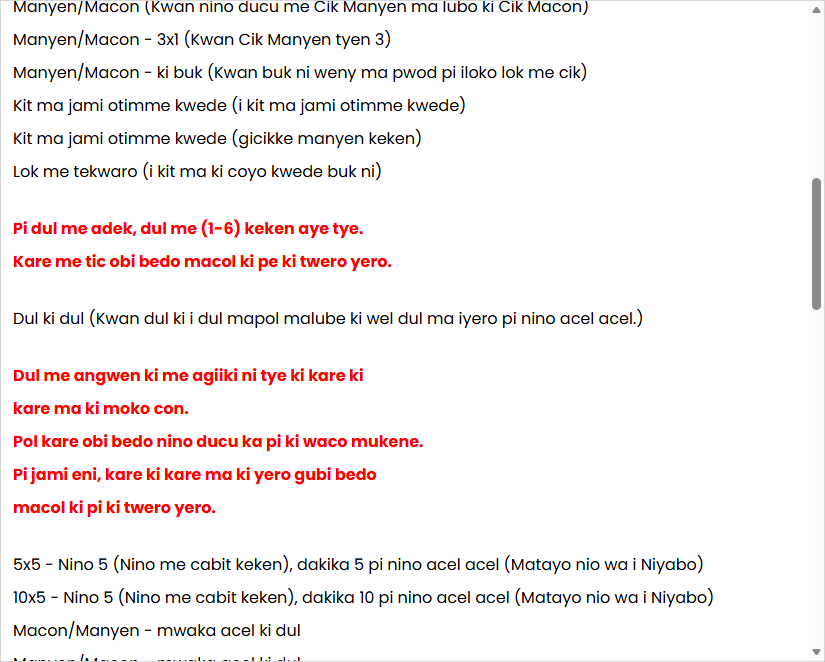 Manyen/Macon (Kwan nino ducu me Cik Manyen ma lubo ki Cik Macon)
Manyen/Macon - 3x1 (Kwan Cik Manyen tyen 3)
Manyen/Macon - ki buk (Kwan buk ni weny ma pwod pi iloko lok me cik)
Kit ma jami otimme kwede (i kit ma jami otimme kwede)
Kit ma jami otimme kwede (gicikke manyen keken)
Lok me tekwaro (i kit ma ki coyo kwede buk ni)
Pi dul me adek, dul me (1-6) keken aye tye.
Kare me tic obi bedo macol ki pe ki twero yero.
Dul ki dul (Kwan dul ki i dul mapol malube ki wel dul ma iyero pi nino acel acel.)
Dul me angwen ki me agiiki ni tye ki kare ki
kare ma ki moko con.
Pol kare obi bedo nino ducu ka pi ki waco mukene.
Pi jami eni, kare ki kare ma ki yero gubi bedo
macol ki pi ki twero yero.
5x5 - Nino 5 (Nino me cabit keken), dakika 5 pi nino acel acel (Matayo nio wa i Niyabo)
10x5 - Nino 5 (Nino me cabit keken), dakika 10 pi nino acel acel (Matayo nio wa i Niyabo)
Macon/Manyen - mwaka acel ki dul
Manyen/Macon - mwaka acel ki dul